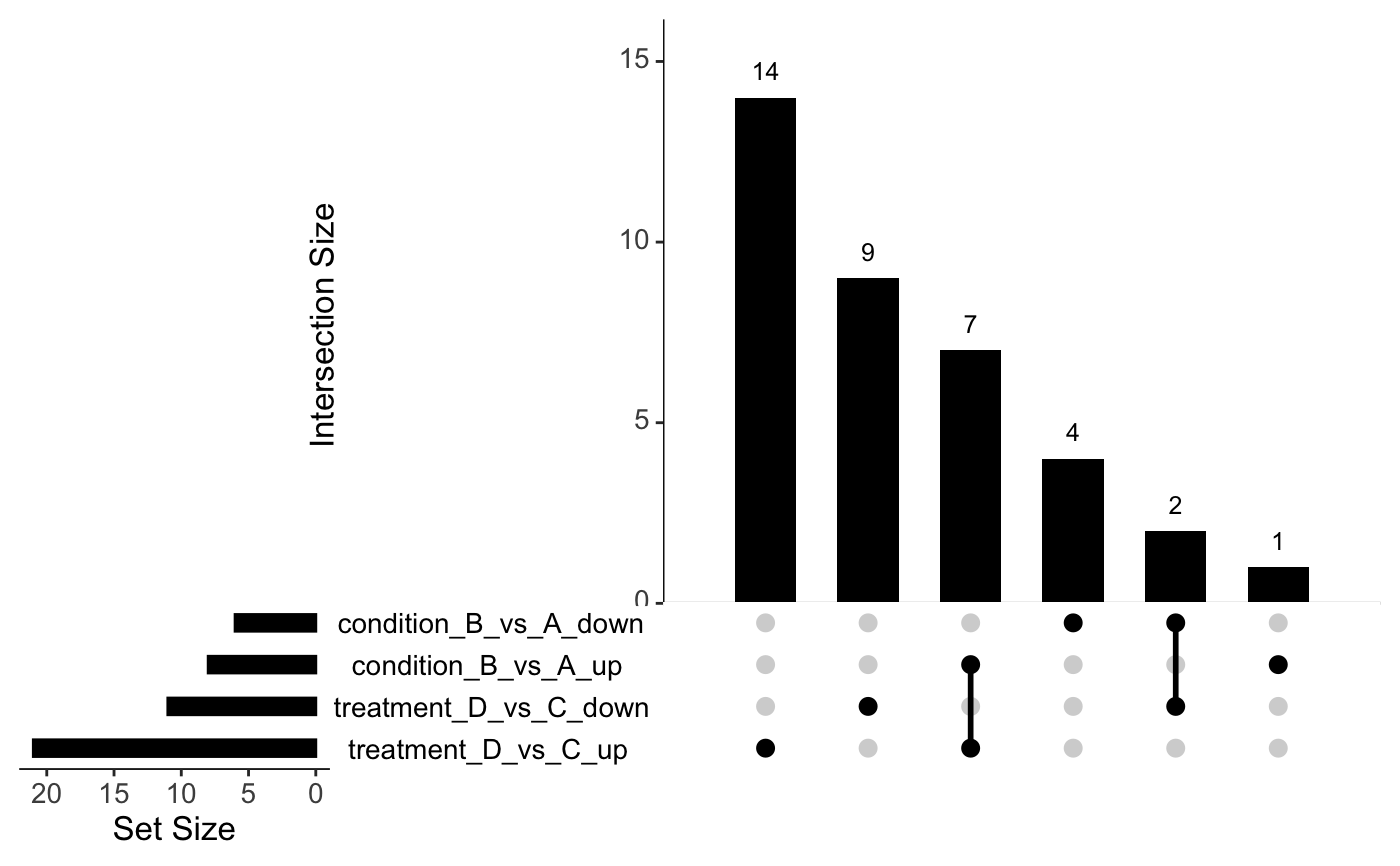 15
14
10
9
Intersection Size
7
5
4
2
1
0
condition_B_vs_A_down
condition_B_vs_A_up
treatment_D_vs_C_down
treatment_D_vs_C_up
20 15 10 5 0
Set Size